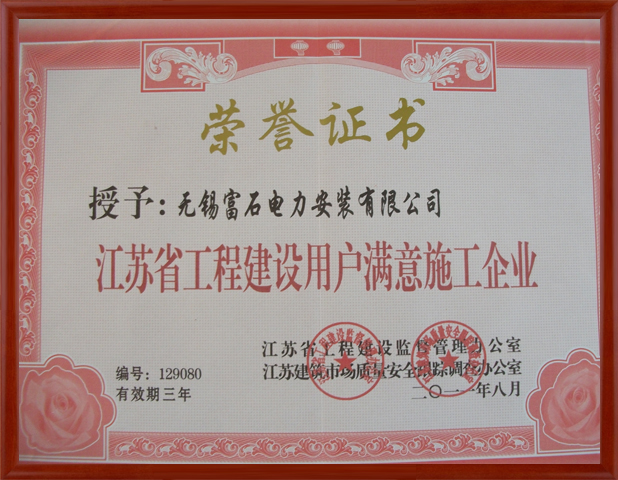 荣誉证书
授予：无锡富石电力安装有限公司
江苏省工程建设用户满意施工企业
江苏省工程建设监督管理办公室
江苏建筑市场质量安全跟踪调查办公室
二〇一一年八月
编号：129080
有效期三年